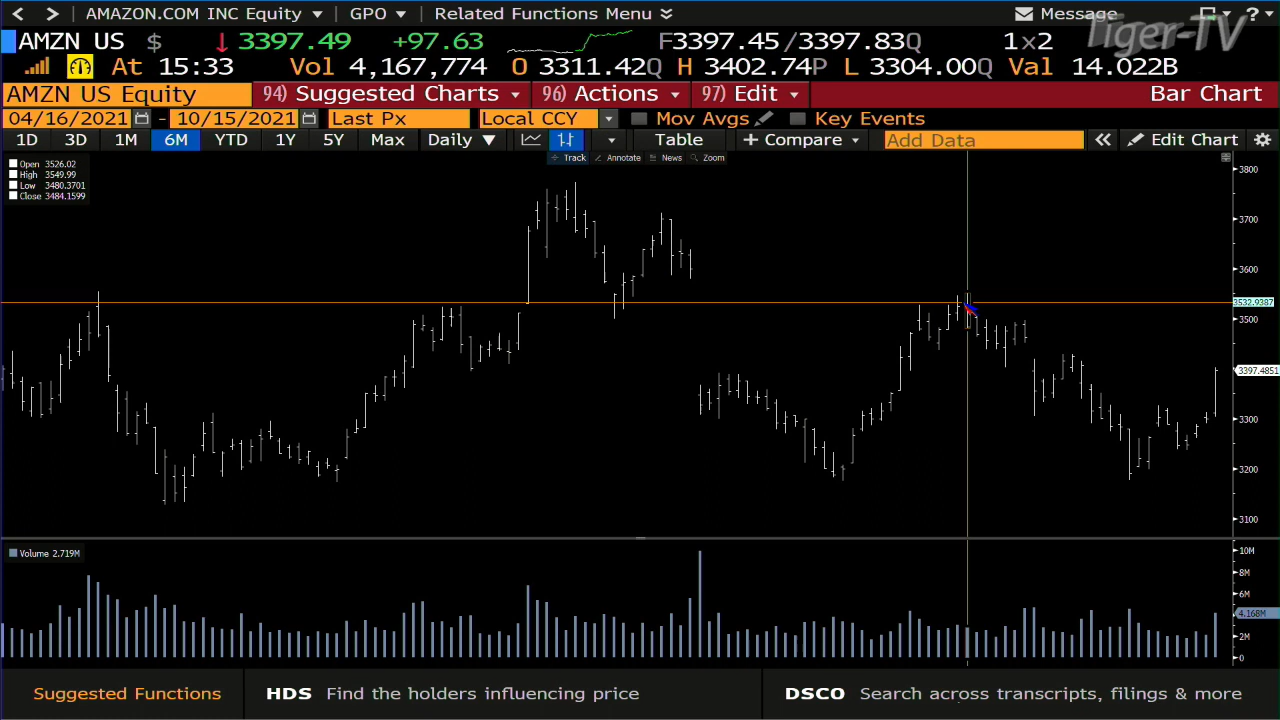 AMAZON.COM INC Equity GPO Related Functions Menu Message ?
Tiger-TV
AMZN US $ 3397.49 +97.63 F3397.45/3397.83Q 1x2
At 15:33 Vol 4,167,774 O 3311.42Q H 3402.74P L 3304.00Q Val 14.022B
AMZN US Equity 94) Suggested Charts 96) Actions 97) Edit Bar Chart
04/16/2021 - 10/15/2021 Last Px Local CCY Mov Avgs Key Events
1D 3D 1M 6M YTD 1Y 5Y Max Daily Table + Compare Add Data Edit Chart
Track Annotate News Zoom
Open 3526.02
High 3549.99
Low 3480.3701
Close 3484.1599
3800
3700
3600
3532.9387
3500
3397.4851
3300
3200
3100
Volume 2.719M
10M
8M
6M
4.168M
2M
0
Suggested Functions HDS Find the holders influencing price DSCO Search across transcripts, filings & more